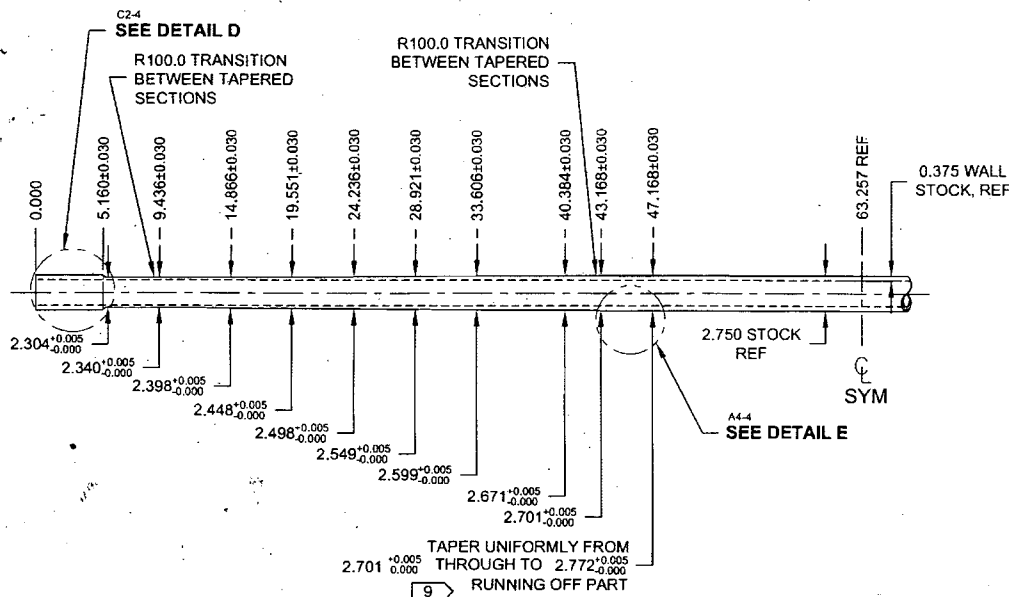 C2-4
SEE DETAIL D
R100.0 TRANSITION
BETWEEN TAPERED
SECTIONS
R100.0 TRANSITION
BETWEEN TAPERED
SECTIONS
0.000
5.160±0.030
9.436±0.030
14.866±0.030
19.551±0.030
24.236±0.030
28.921±0.030
33.606±0.030
40.384±0.030
43.168±0.030
47.168±0.030
63.257 REF
0.375 WALL
STOCK, REF
2.304 +0.005 -0.000
2.340 +0.005 -0.000
2.398 +0.005 -0.000
2.448 +0.005 -0.000
2.498 +0.005 -0.000
2.549 +0.005 -0.000
2.599 +0.005 -0.000
2.671 +0.005 -0.000
2.701 +0.005 -0.000
2.750 STOCK
REF
℄
SYM
A4-4
SEE DETAIL E
TAPER UNIFORMLY FROM
2.701 +0.005 0.000 THROUGH TO 2.772 +0.005 -0.000
RUNNING OFF PART
9